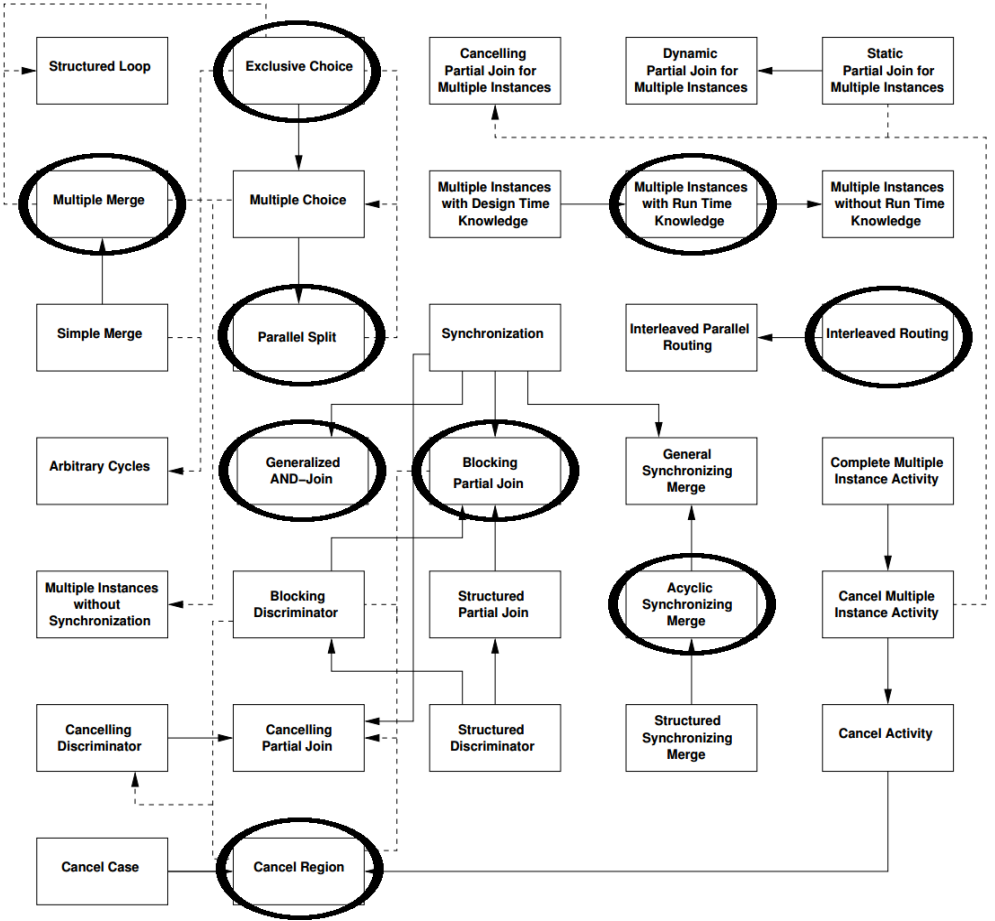 Structured Loop
Exclusive Choice
Cancelling
Partial Join for
Multiple Instances
Dynamic
Partial Join for
Multiple Instances
Static
Partial Join for
Multiple Instances
Multiple Merge
Multiple Choice
Multiple Instances
with Design Time
Knowledge
Multiple Instances
with Run Time
Knowledge
Multiple Instances
without Run Time
Knowledge
Simple Merge
Parallel Split
Synchronization
Interleaved Parallel
Routing
Interleaved Routing
Arbitrary Cycles
Generalized
AND−Join
Blocking
Partial Join
General
Synchronizing
Merge
Complete Multiple
Instance Activity
Multiple Instances
without
Synchronization
Blocking
Discriminator
Structured
Partial Join
Acyclic
Synchronizing
Merge
Cancel Multiple
Instance Activity
Cancelling
Discriminator
Cancelling
Partial Join
Structured
Discriminator
Structured
Synchronizing
Merge
Cancel Activity
Cancel Case
Cancel Region